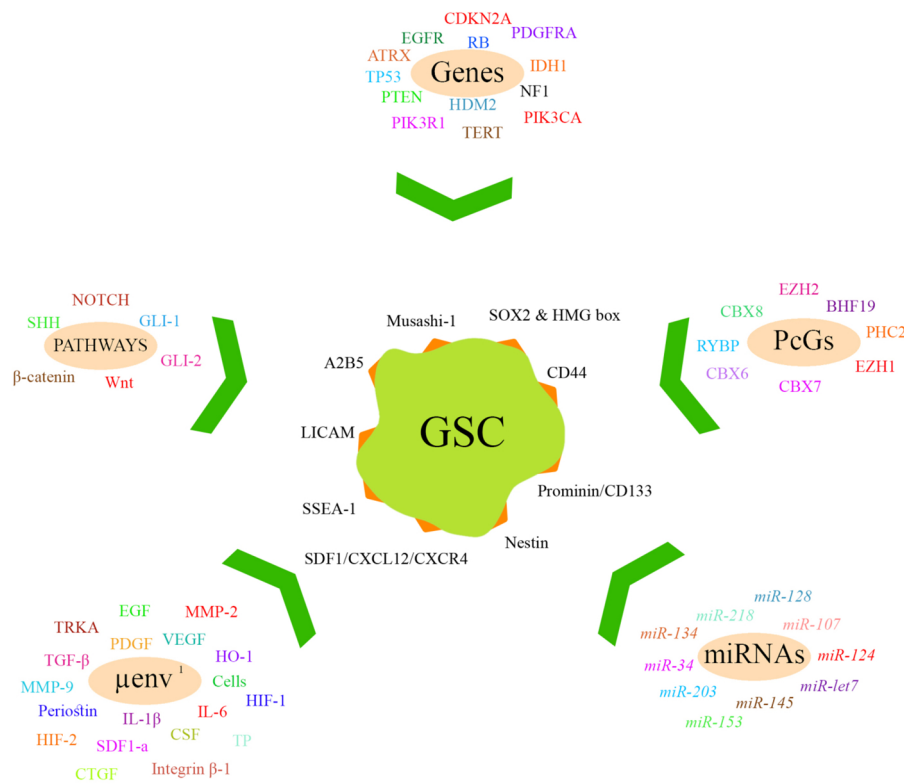 CDKN2A
EGFR
RB
PDGFRA
ATRX
Genes
IDH1
TP53
NF1
PTEN
HDM2
PIK3R1
TERT
PIK3CA
NOTCH
SHH
GLI-1
PATHWAYS
GLI-2
β-catenin
Wnt
Musashi-1
SOX2 & HMG box
A2B5
CD44
GSC
LICAM
Prominin/CD133
SSEA-1
Nestin
SDF1/CXCL12/CXCR4
EZH2
CBX8
BHF19
RYBP
PcGs
PHC2
CBX6
EZH1
CBX7
EGF
MMP-2
TRKA
PDGF
VEGF
TGF-β
HO-1
µenv 1
Cells
MMP-9
HIF-1
Periostin
IL-1β
IL-6
HIF-2
SDF1-a
CSF
TP
CTGF
Integrin β-1
miR-128
miR-218
miR-107
miR-134
miRNAs
miR-124
miR-34
miR-let7
miR-203
miR-145
miR-153